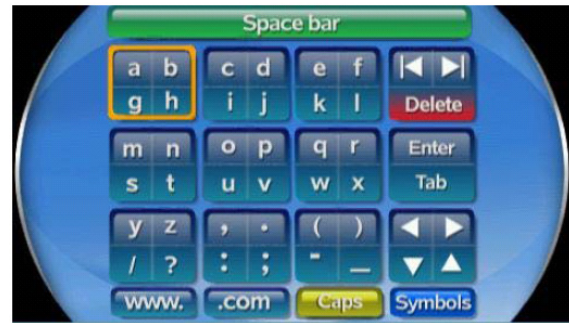 Space bar
a b c d e f
g h i j k l Delete
m n o p q r Enter
s t u v w x Tab
y z , . ( )
/ ? : ; - _
www. .com Caps Symbols